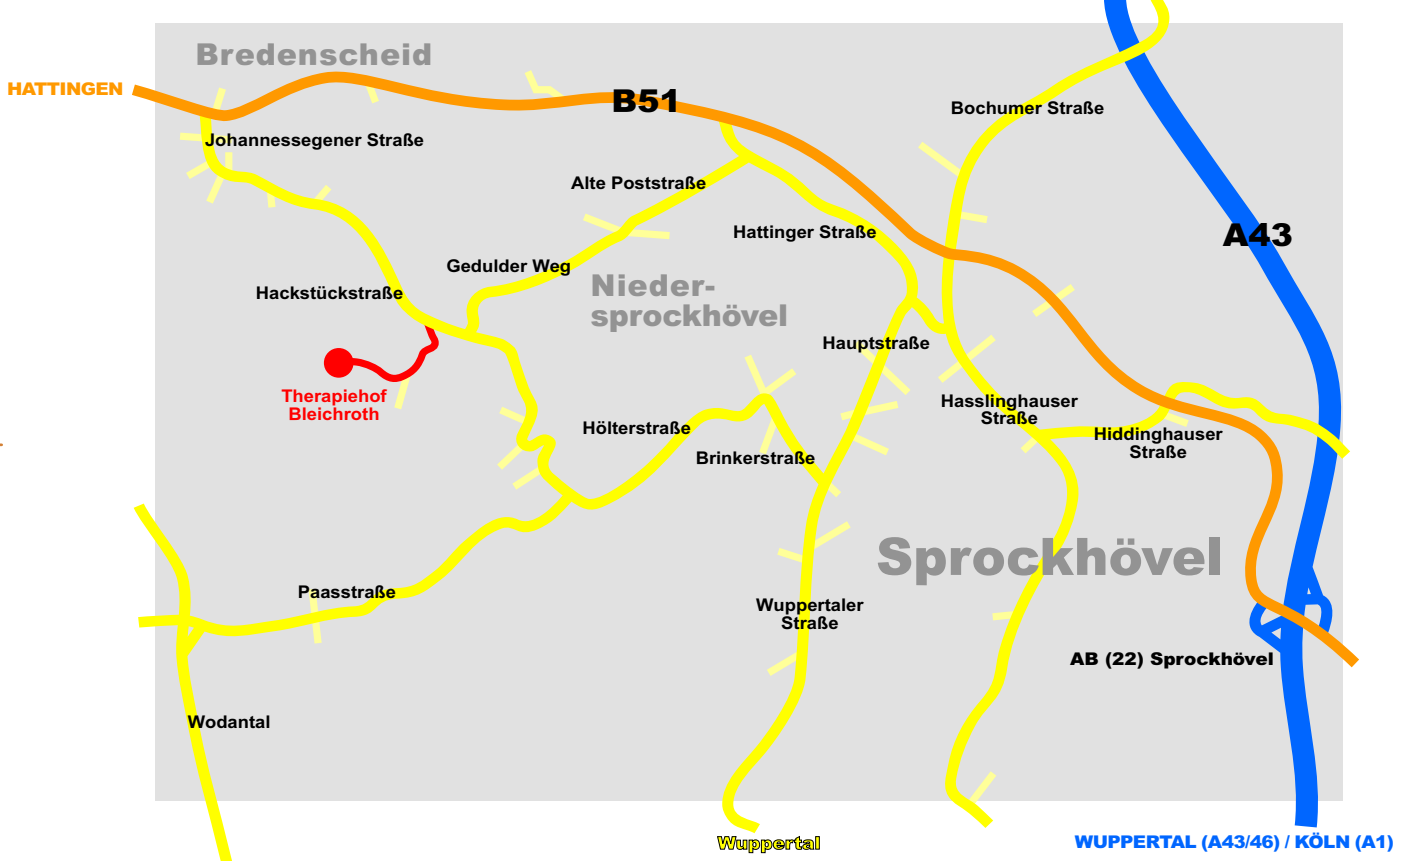 Bredenscheid
HATTINGEN
B51
Bochumer Straße
Johannessegener Straße
Alte Poststraße
Hattinger Straße
A43
Gedulder Weg
Hackstückstraße
Nieder-
sprockhövel
Hauptstraße
Therapiehof
Bleichroth
Hasslinghauser
Straße
Hölterstraße
Hiddinghauser
Straße
Brinkerstraße
Sprockhövel
Paasstraße
Wuppertaler
Straße
AB (22) Sprockhövel
Wodantal
Wuppertal
WUPPERTAL (A43/46) / KÖLN (A1)